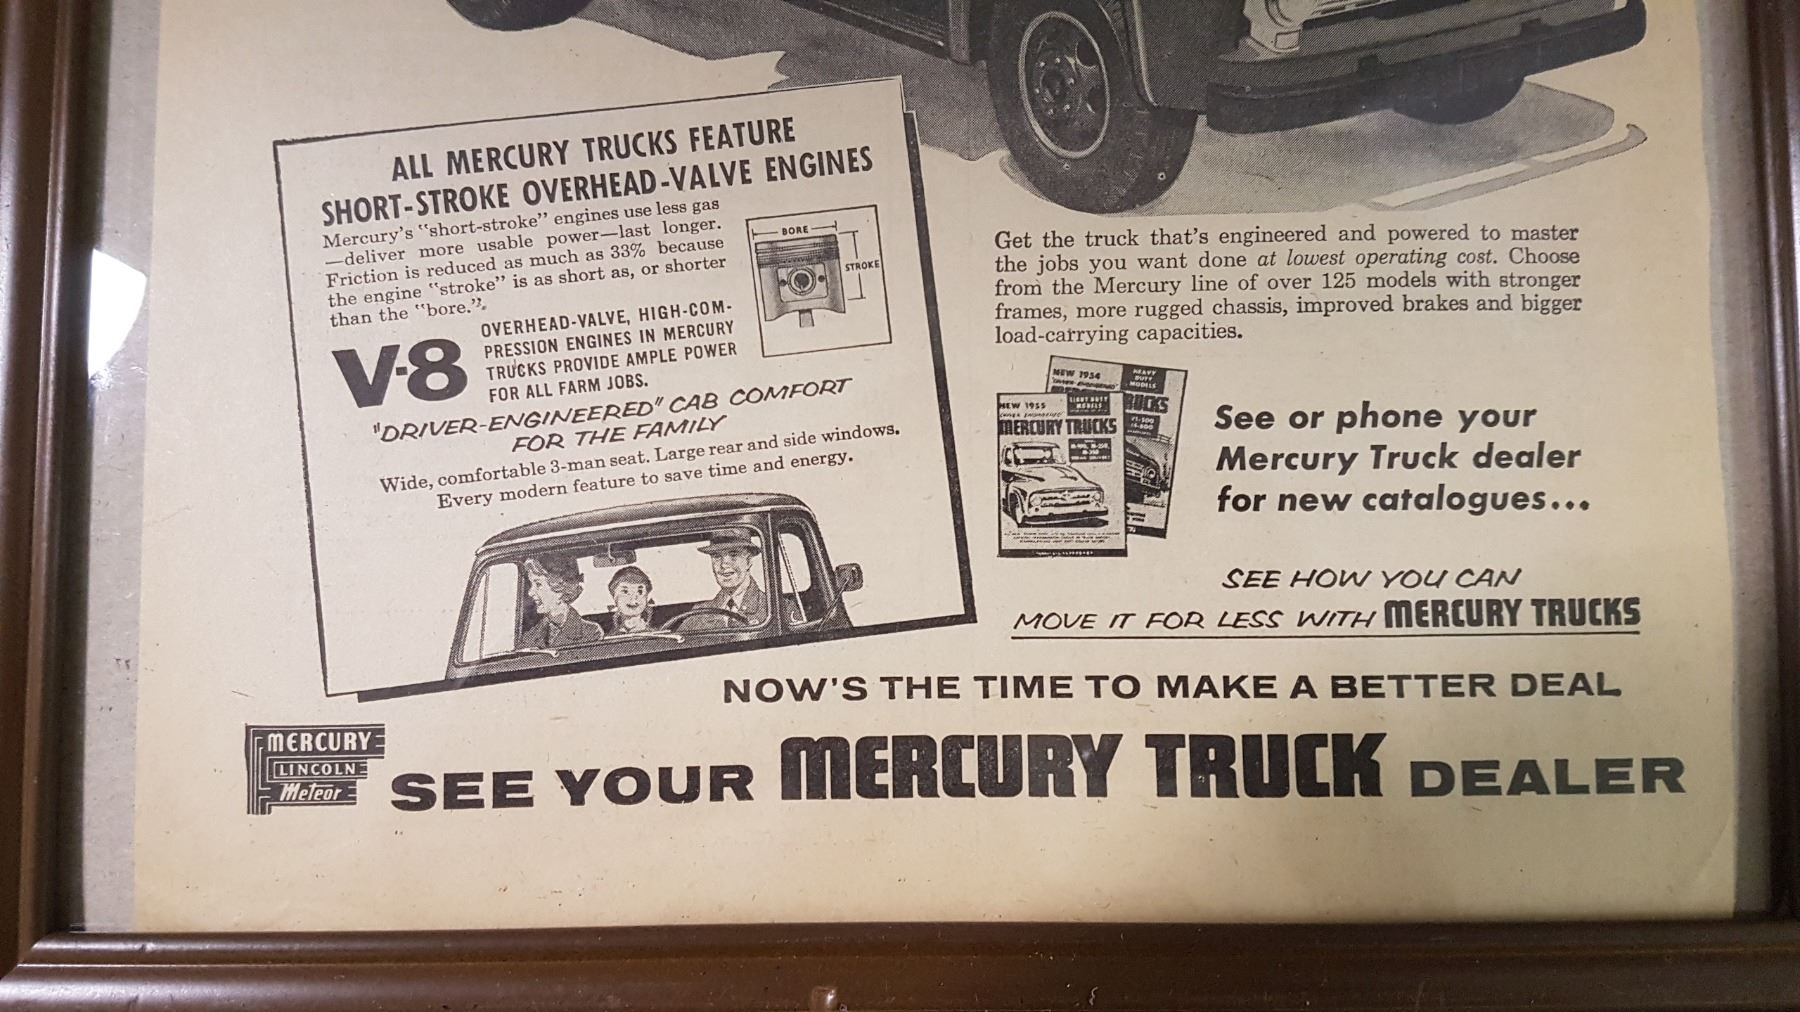 ALL MERCURY TRUCKS FEATURE
SHORT-STROKE OVERHEAD-VALVE ENGINES
Mercury's "short-stroke" engines use less gas
—deliver more usable power—last longer.
Friction is reduced as much as 33% because
the engine "stroke" is as short as, or shorter
than the "bore."
BORE
STROKE
V-8
OVERHEAD-VALVE, HIGH-COM-
PRESSION ENGINES IN MERCURY
TRUCKS PROVIDE AMPLE POWER
FOR ALL FARM JOBS.
"DRIVER-ENGINEERED" CAB COMFORT
FOR THE FAMILY
Wide, comfortable 3-man seat. Large rear and side windows.
Every modern feature to save time and energy.
Get the truck that's engineered and powered to master
the jobs you want done at lowest operating cost. Choose
from the Mercury line of over 125 models with stronger
frames, more rugged chassis, improved brakes and bigger
load-carrying capacities.
NEW 1954
HEAVY
DUTY
MODELS
TRUCKS
NEW 1955
LIGHT DUTY
MODELS
MERCURY TRUCKS
See or phone your
Mercury Truck dealer
for new catalogues...
SEE HOW YOU CAN
MOVE IT FOR LESS WITH MERCURY TRUCKS
NOW'S THE TIME TO MAKE A BETTER DEAL
MERCURY
LINCOLN
Meteor
SEE YOUR MERCURY TRUCK DEALER